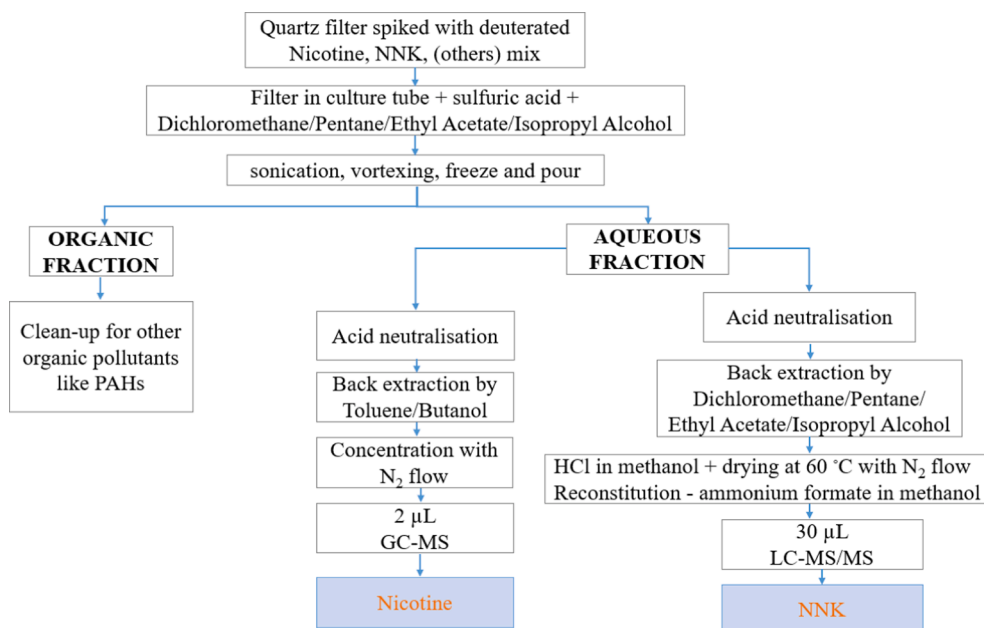 Quartz filter spiked with deuterated
Nicotine, NNK, (others) mix
Filter in culture tube + sulfuric acid +
Dichloromethane/Pentane/Ethyl Acetate/Isopropyl Alcohol
sonication, vortexing, freeze and pour
ORGANIC
FRACTION
Clean-up for other
organic pollutants
like PAHs
AQUEOUS
FRACTION
Acid neutralisation
Back extraction by
Toluene/Butanol
Concentration with
N₂ flow
2 µL
GC-MS
Nicotine
Acid neutralisation
Back extraction by
Dichloromethane/Pentane/
Ethyl Acetate/Isopropyl Alcohol
HCl in methanol + drying at 60 ˚C with N₂ flow
Reconstitution - ammonium formate in methanol
30 µL
LC-MS/MS
NNK